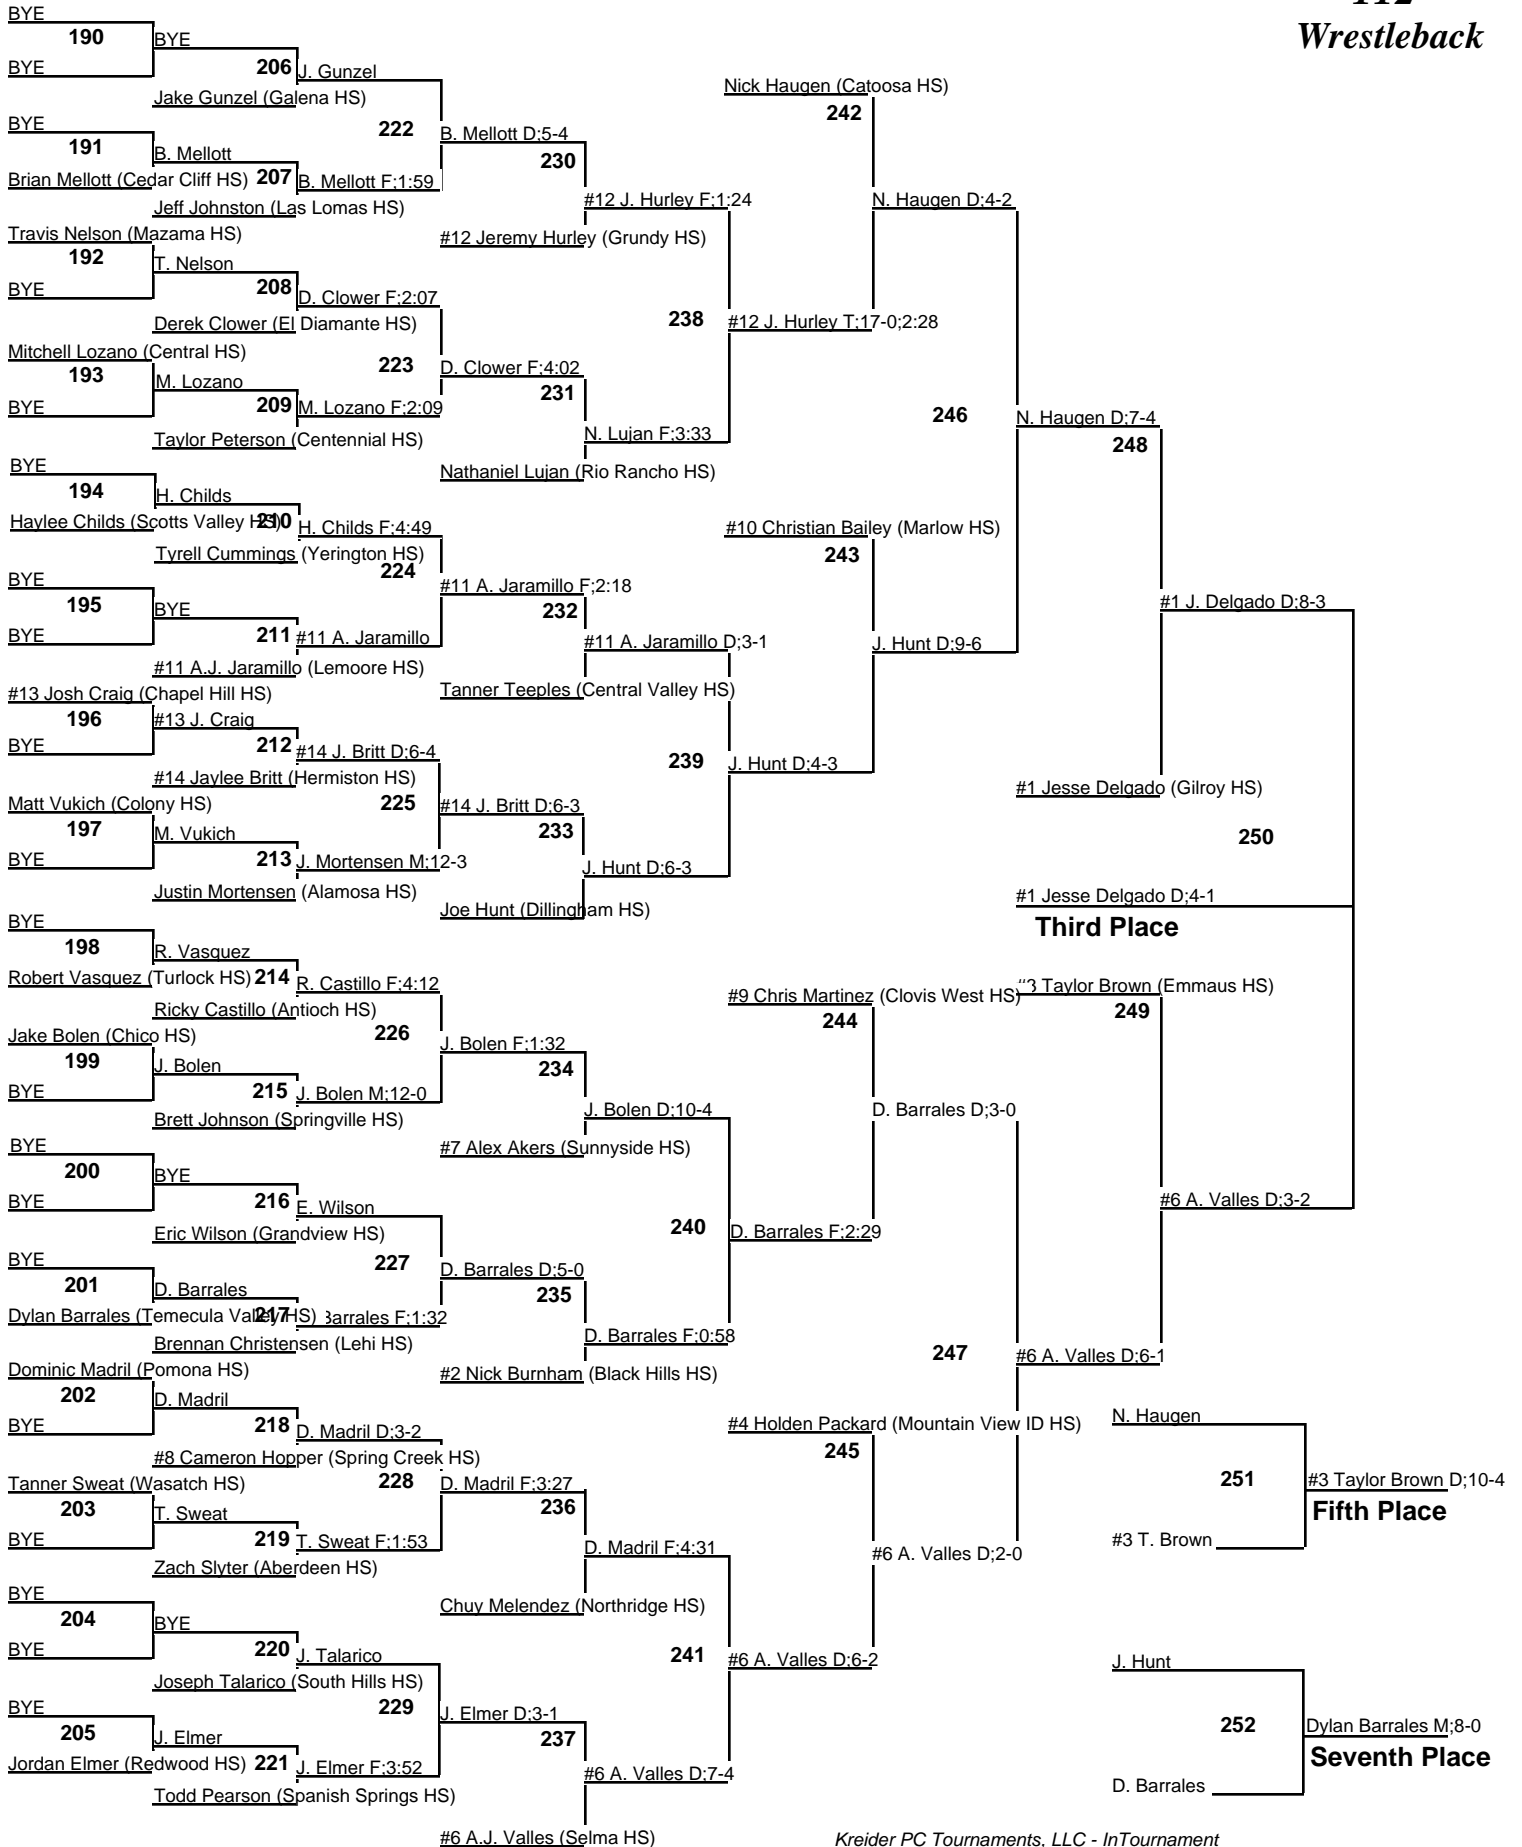 Wrestleback
BYE
190
BYE
BYE
206
J. Gunzel
Jake Gunzel (Galena HS)
222
BYE
191
B. Mellott
Brian Mellott (Cedar Cliff HS)
207
B. Mellott F;1:59
Jeff Johnston (Las Lomas HS)
B. Mellott D;5-4
230
#12 J. Hurley F;1:24
#12 Jeremy Hurley (Grundy HS)
Travis Nelson (Mazama HS)
192
T. Nelson
BYE
208
D. Clower F;2:07
Derek Clower (El Diamante HS)
223
Mitchell Lozano (Central HS)
193
M. Lozano
BYE
209
M. Lozano F;2:09
Taylor Peterson (Centennial HS)
D. Clower F;4:02
231
N. Lujan F;3:33
Nathaniel Lujan (Rio Rancho HS)
238
#12 J. Hurley T;17-0;2:28
Nick Haugen (Catoosa HS)
242
N. Haugen D;4-2
246
N. Haugen D;7-4
248
BYE
194
H. Childs
Haylee Childs (Scotts Valley HS)
210
H. Childs F;4:49
Tyrell Cummings (Yerington HS)
224
BYE
195
BYE
BYE
211
#11 A. Jaramillo
#11 A.J. Jaramillo (Lemoore HS)
#11 A. Jaramillo F;2:18
232
#11 A. Jaramillo D;3-1
Tanner Teeples (Central Valley HS)
#13 Josh Craig (Chapel Hill HS)
196
#13 J. Craig
BYE
212
#14 J. Britt D;6-4
#14 Jaylee Britt (Hermiston HS)
225
Matt Vukich (Colony HS)
197
M. Vukich
BYE
213
J. Mortensen M;12-3
Justin Mortensen (Alamosa HS)
#14 J. Britt D;6-3
233
J. Hunt D;6-3
Joe Hunt (Dillingham HS)
239
J. Hunt D;4-3
#10 Christian Bailey (Marlow HS)
243
J. Hunt D;9-6
#1 J. Delgado D;8-3
#1 Jesse Delgado (Gilroy HS)
250
#1 Jesse Delgado D;4-1
Third Place
BYE
198
R. Vasquez
Robert Vasquez (Turlock HS)
214
R. Castillo F;4:12
Ricky Castillo (Antioch HS)
226
Jake Bolen (Chico HS)
199
J. Bolen
BYE
215
J. Bolen M;12-0
Brett Johnson (Springville HS)
J. Bolen F;1:32
234
J. Bolen D;10-4
#7 Alex Akers (Sunnyside HS)
BYE
200
BYE
BYE
216
E. Wilson
Eric Wilson (Grandview HS)
227
BYE
201
D. Barrales
Dylan Barrales (Temecula Valley HS)
217
Barrales F;1:32
Brennan Christensen (Lehi HS)
D. Barrales D;5-0
235
D. Barrales F;0:58
#2 Nick Burnham (Black Hills HS)
240
D. Barrales F;2:29
#9 Chris Martinez (Clovis West HS)
244
D. Barrales D;3-0
#3 Taylor Brown (Emmaus HS)
249
#6 A. Valles D;3-2
247
#6 A. Valles D;6-1
Dominic Madril (Pomona HS)
202
D. Madril
BYE
218
D. Madril D;3-2
#8 Cameron Hopper (Spring Creek HS)
228
Tanner Sweat (Wasatch HS)
203
T. Sweat
BYE
219
T. Sweat F;1:53
Zach Slyter (Aberdeen HS)
D. Madril F;3:27
236
D. Madril F;4:31
Chuy Melendez (Northridge HS)
BYE
204
BYE
BYE
220
J. Talarico
Joseph Talarico (South Hills HS)
229
BYE
205
J. Elmer
Jordan Elmer (Redwood HS)
221
J. Elmer F;3:52
Todd Pearson (Spanish Springs HS)
J. Elmer D;3-1
237
#6 A. Valles D;7-4
#6 A.J. Valles (Selma HS)
241
#6 A. Valles D;6-2
#4 Holden Packard (Mountain View ID HS)
245
#6 A. Valles D;2-0
N. Haugen
251
#3 Taylor Brown D;10-4
Fifth Place
#3 T. Brown
J. Hunt
252
Dylan Barrales M;8-0
Seventh Place
D. Barrales
Kreider PC Tournaments, LLC - InTournament